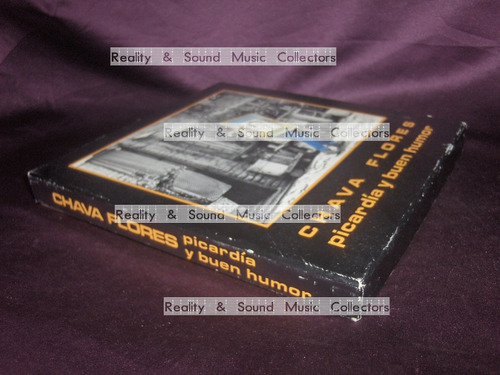 Reality & Sound Music Collectors
Reality & Sound Music Collectors
CHAVA FLORES
picardía y buen humor
Reality & Sound Music Collectors
CHAVA FLORES picardía
y buen humor
Reality & Sound Music Collectors